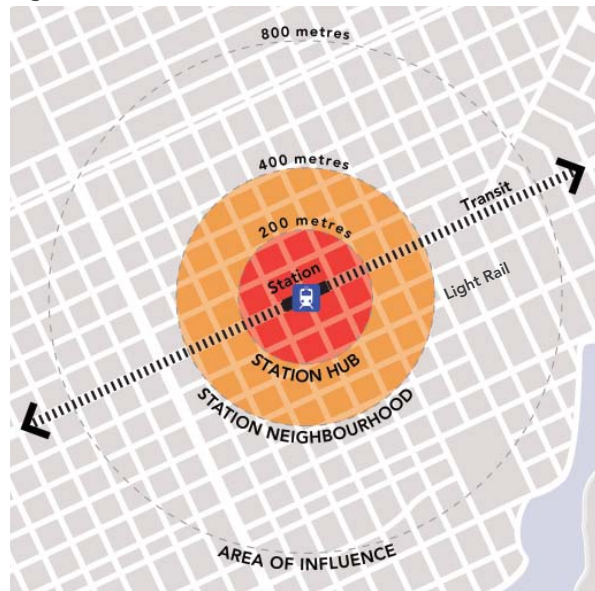 800 metres
400 metres
Transit
200 metres
Station
Light Rail
STATION HUB
STATION NEIGHBOURHOOD
AREA OF INFLUENCE